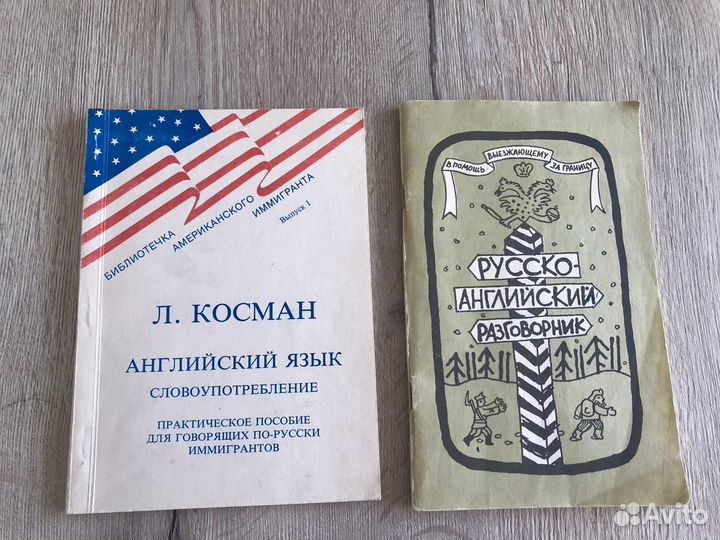 БИБЛИОТЕЧКА
АМЕРИКАНСКОГО
ИММИГРАНТА
Выпуск 1
Л. КОСМАН
АНГЛИЙСКИЙ ЯЗЫК
СЛОВОУПОТРЕБЛЕНИЕ
ПРАКТИЧЕСКОЕ ПОСОБИЕ
ДЛЯ ГОВОРЯЩИХ ПО-РУССКИ
ИММИГРАНТОВ
В ПОМОЩЬ ВЫЕЗЖАЮЩЕМУ ЗА ГРАНИЦУ
РУССКО-
АНГЛИЙСКИЙ
РАЗГОВОРНИК
Avito